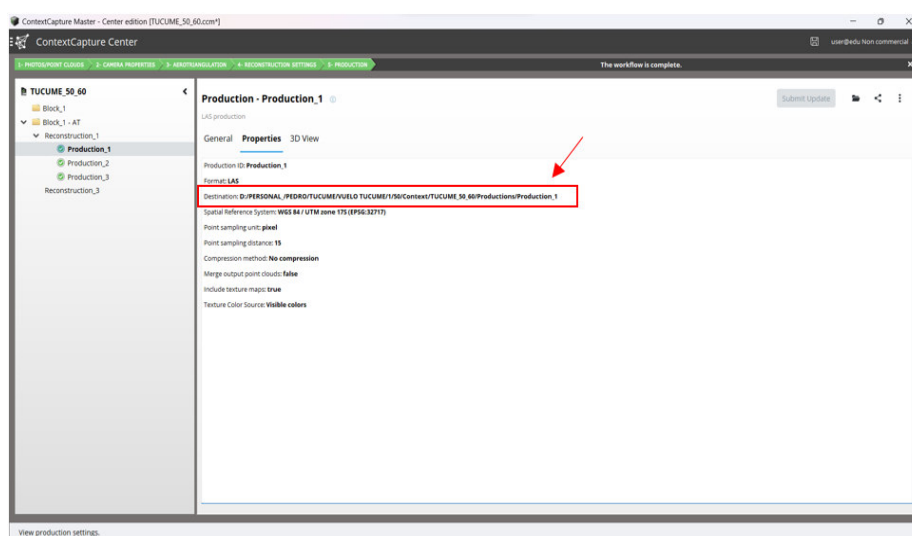 ContextCapture Master - Center edition [TUCUME_50_60.ccm*]
ContextCapture Center
user@edu Non commercial
1- PHOTOS/POINT CLOUDS 2- CAMERA PROPERTIES 3- AEROTRIANGULATION 4- RECONSTRUCTION SETTINGS 5- PRODUCTION
The workflow is complete.
TUCUME_50_60
Block_1
Block_1 - AT
Reconstruction_1
Production_1
Production_2
Production_3
Reconstruction_3
Production - Production_1
Submit Update
LAS production
General Properties 3D View
Production ID: Production_1
Format: LAS
Destination: D:/PERSONAL_/PEDRO/TUCUME/VUELO TUCUME/1/50/Context/TUCUME_50_60/Productions/Production_1
Spatial Reference System: WGS 84 / UTM zone 17S (EPSG:32717)
Point sampling unit: pixel
Point sampling distance: 15
Compression method: No compression
Merge output point clouds: false
Include texture maps: true
Texture Color Source: Visible colors
View production settings.